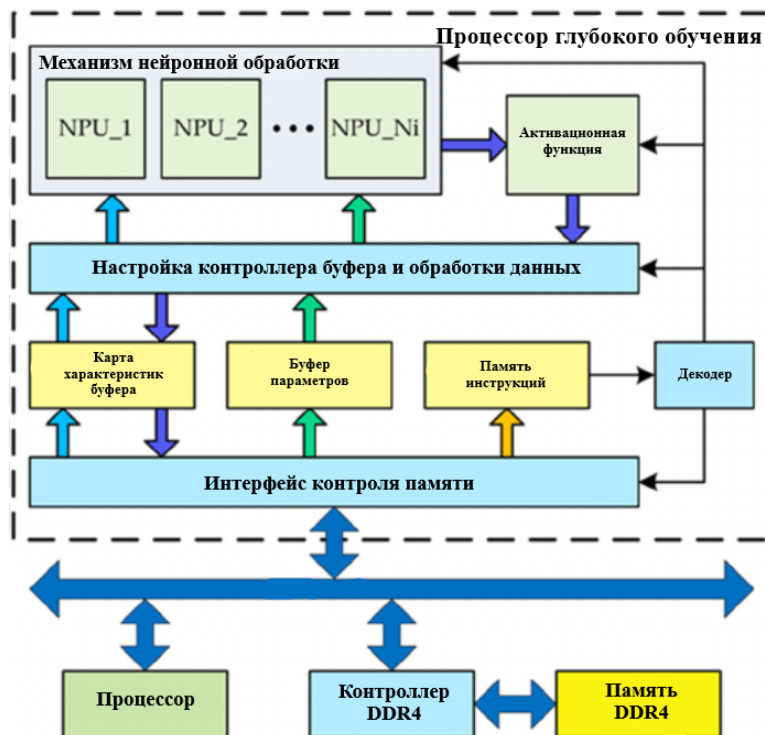 Процессор глубокого обучения
Механизм нейронной обработки
NPU_1 NPU_2 ••• NPU_Ni
Активационная
функция
Настройка контроллера буфера и обработки данных
Карта
характеристик
буфера
Буфер
параметров
Память
инструкций
Декодер
Интерфейс контроля памяти
Процессор
Контроллер
DDR4
Память
DDR4